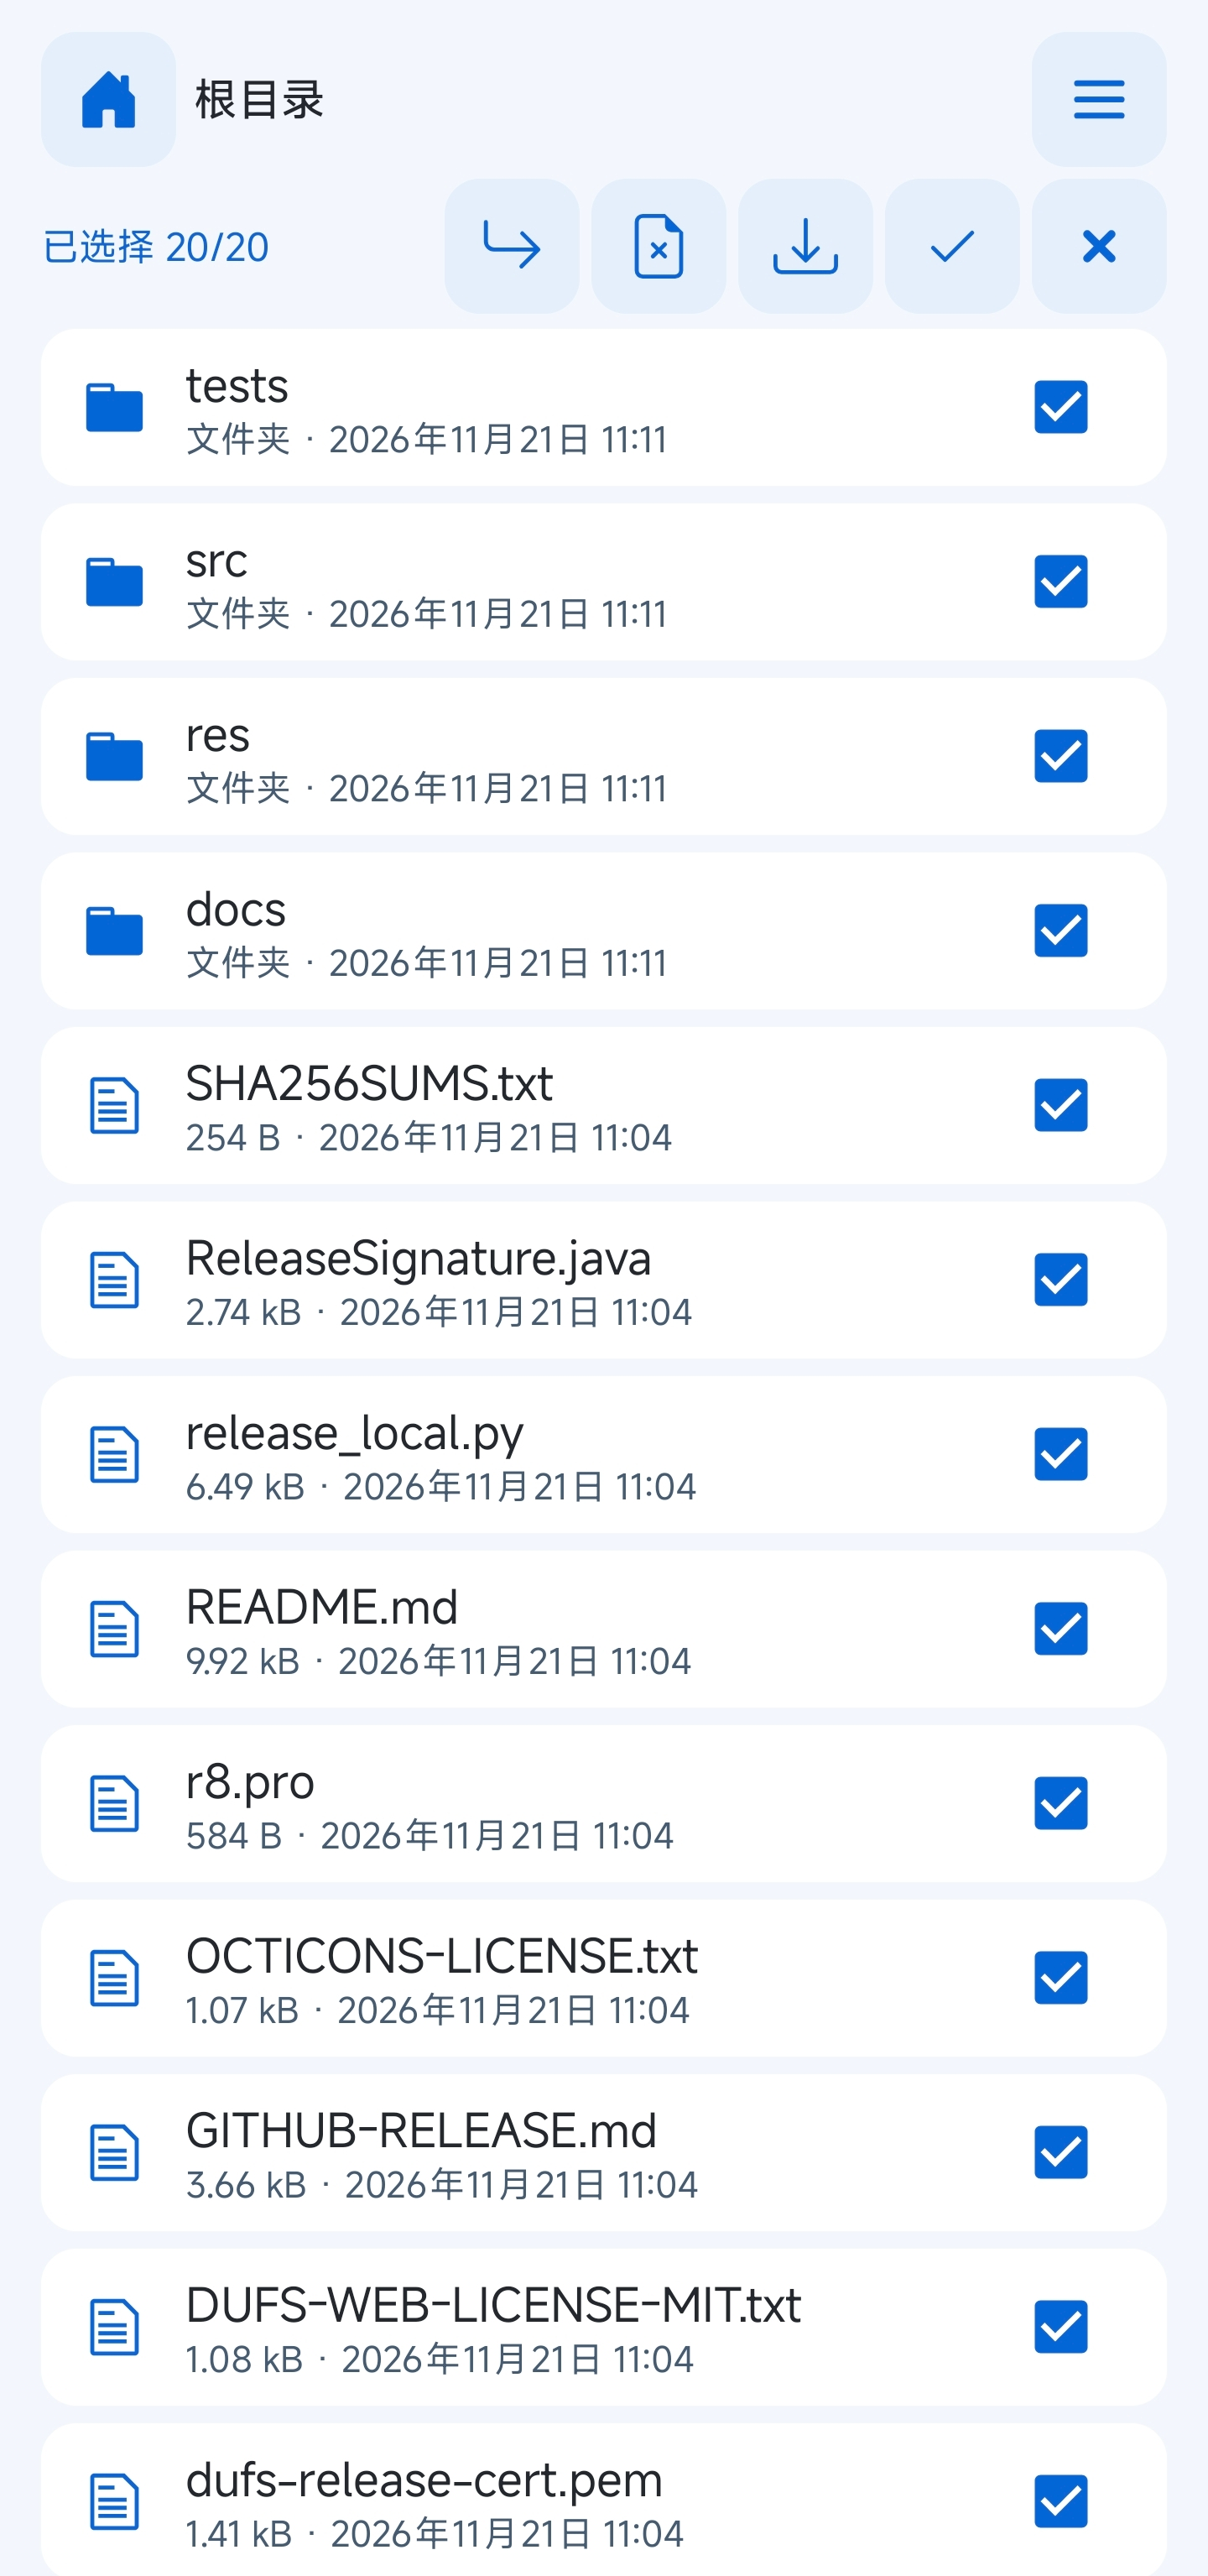 根目录
已选择 20/20
tests
文件夹 · 2026年11月21日 11:11
src
文件夹 · 2026年11月21日 11:11
res
文件夹 · 2026年11月21日 11:11
docs
文件夹 · 2026年11月21日 11:11
SHA256SUMS.txt
254 B · 2026年11月21日 11:04
ReleaseSignature.java
2.74 kB · 2026年11月21日 11:04
release_local.py
6.49 kB · 2026年11月21日 11:04
README.md
9.92 kB · 2026年11月21日 11:04
r8.pro
584 B · 2026年11月21日 11:04
OCTICONS-LICENSE.txt
1.07 kB · 2026年11月21日 11:04
GITHUB-RELEASE.md
3.66 kB · 2026年11月21日 11:04
DUFS-WEB-LICENSE-MIT.txt
1.08 kB · 2026年11月21日 11:04
dufs-release-cert.pem
1.41 kB · 2026年11月21日 11:04